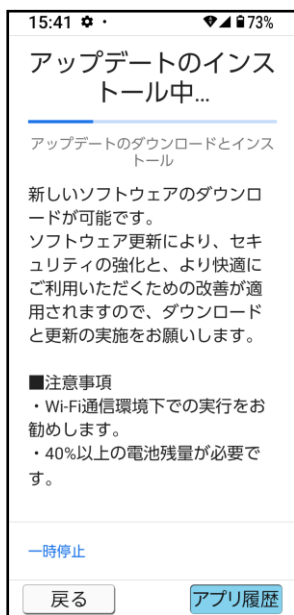 15:41
73%
アップデートのインス
トール中...
アップデートのダウンロードとインス
トール
新しいソフトウェアのダウンロ
ードが可能です。
ソフトウェア更新により、セキ
ュリティの強化と、より快適に
ご利用いただくための改善が適
用されますので、ダウンロード
と更新の実施をお願いします。
■注意事項
・Wi-Fi通信環境下での実行をお
勧めします。
・40%以上の電池残量が必要で
す。
一時停止
戻る
アプリ履歴